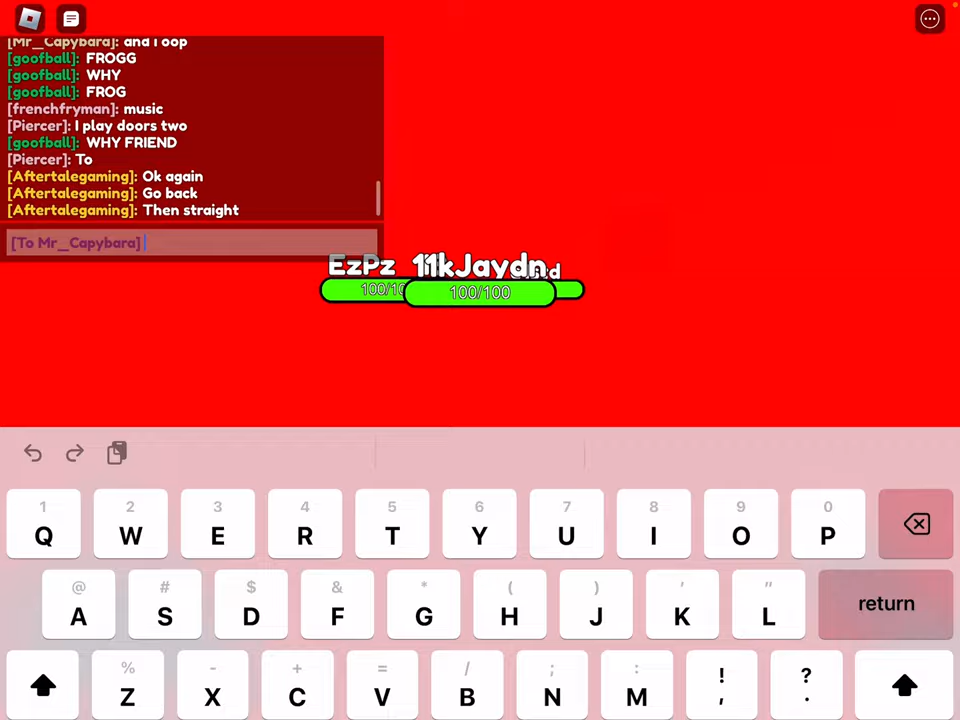 [Mr_Capybara]: and i oop
[goofball]: FROGG
[goofball]: WHY
[goofball]: FROG
[frenchfryman]: music
[Piercer]: I play doors two
[goofball]: WHY FRIEND
[Piercer]: To
[Aftertalegaming]: Ok again
[Aftertalegaming]: Go back
[Aftertalegaming]: Then straight
[To Mr_Capybara]
EzPz 11kJaydn
100/100
1 2 3 4 5 6 7 8 9 0
Q W E R T Y U I O P
@ # $ & * ( ) ' "
A S D F G H J K L return
% - + = / ; : ! ?
Z X C V B N M , .